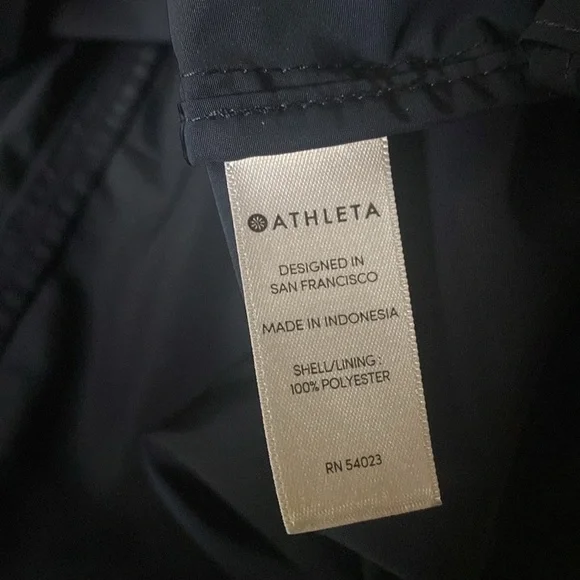 ATHLETA
DESIGNED IN
SAN FRANCISCO
MADE IN INDONESIA
SHELL/LINING :
100% POLYESTER
RN 54023